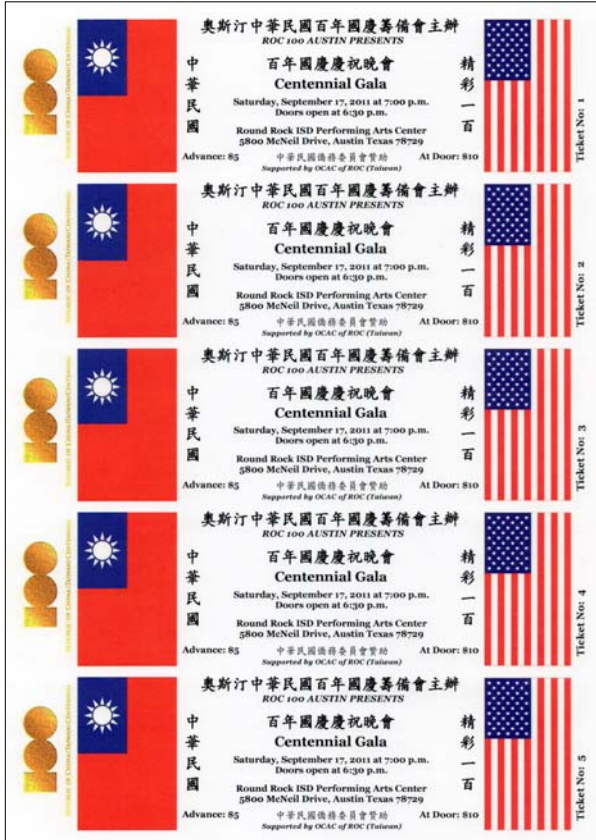 奧斯汀中華民國百年國慶籌備會主辦
ROC 100 AUSTIN PRESENTS
中華民國
百年國慶慶祝晚會
Centennial Gala
精彩一百
Saturday, September 17, 2011 at 7:00 p.m.
Doors open at 6:30 p.m.
Round Rock ISD Performing Arts Center
5800 McNeil Drive, Austin Texas 78729
Advance: $5
中華民國僑務委員會贊助
At Door: $10
Supported by OCAC of ROC (Taiwan)
Ticket No: 1
奧斯汀中華民國百年國慶籌備會主辦
ROC 100 AUSTIN PRESENTS
中華民國
百年國慶慶祝晚會
Centennial Gala
精彩一百
Saturday, September 17, 2011 at 7:00 p.m.
Doors open at 6:30 p.m.
Round Rock ISD Performing Arts Center
5800 McNeil Drive, Austin Texas 78729
Advance: $5
中華民國僑務委員會贊助
At Door: $10
Supported by OCAC of ROC (Taiwan)
Ticket No: 2
奧斯汀中華民國百年國慶籌備會主辦
ROC 100 AUSTIN PRESENTS
中華民國
百年國慶慶祝晚會
Centennial Gala
精彩一百
Saturday, September 17, 2011 at 7:00 p.m.
Doors open at 6:30 p.m.
Round Rock ISD Performing Arts Center
5800 McNeil Drive, Austin Texas 78729
Advance: $5
中華民國僑務委員會贊助
At Door: $10
Supported by OCAC of ROC (Taiwan)
Ticket No: 3
奧斯汀中華民國百年國慶籌備會主辦
ROC 100 AUSTIN PRESENTS
中華民國
百年國慶慶祝晚會
Centennial Gala
精彩一百
Saturday, September 17, 2011 at 7:00 p.m.
Doors open at 6:30 p.m.
Round Rock ISD Performing Arts Center
5800 McNeil Drive, Austin Texas 78729
Advance: $5
中華民國僑務委員會贊助
At Door: $10
Supported by OCAC of ROC (Taiwan)
Ticket No: 4
奧斯汀中華民國百年國慶籌備會主辦
ROC 100 AUSTIN PRESENTS
中華民國
百年國慶慶祝晚會
Centennial Gala
精彩一百
Saturday, September 17, 2011 at 7:00 p.m.
Doors open at 6:30 p.m.
Round Rock ISD Performing Arts Center
5800 McNeil Drive, Austin Texas 78729
Advance: $5
中華民國僑務委員會贊助
At Door: $10
Supported by OCAC of ROC (Taiwan)
Ticket No: 5